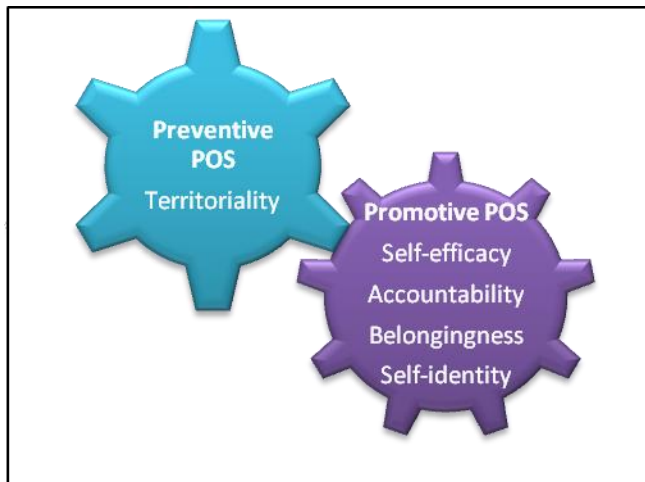 Preventive
POS
Territoriality
Promotive POS
Self-efficacy
Accountability
Belongingness
Self-identity